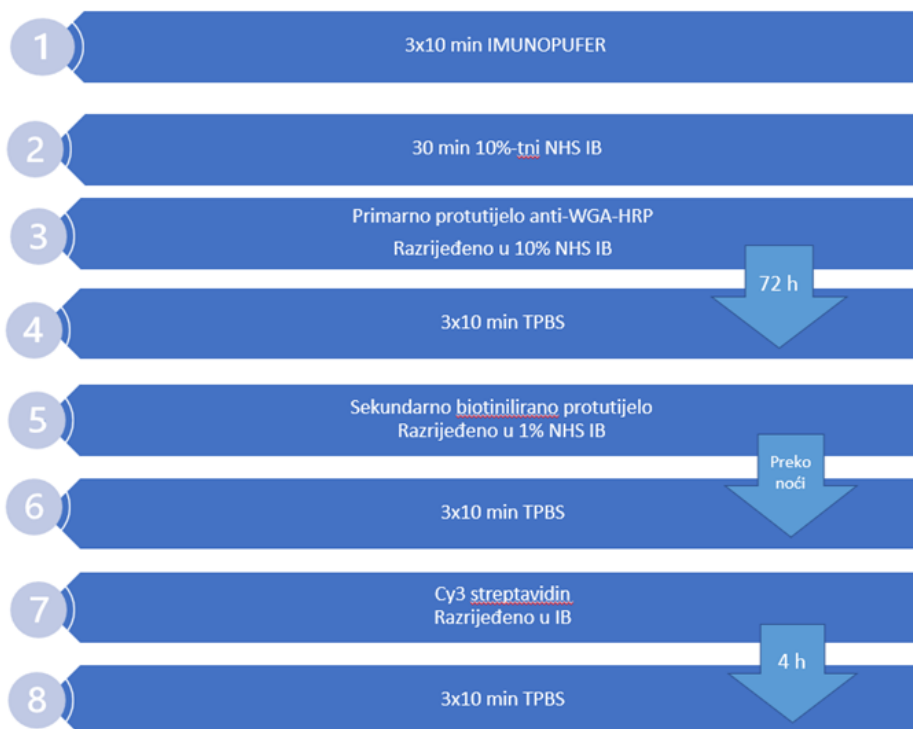 1
3x10 min IMUNOPUFER
2
30 min 10%-tni NHS IB
3
Primarno protutijelo anti-WGA-HRP
Razrijeđeno u 10% NHS IB
72 h
4
3x10 min TPBS
5
Sekundarno biotinilirano protutijelo
Razrijeđeno u 1% NHS IB
Preko
noći
6
3x10 min TPBS
7
Cy3 streptavidin
Razrijeđeno u IB
4 h
8
3x10 min TPBS